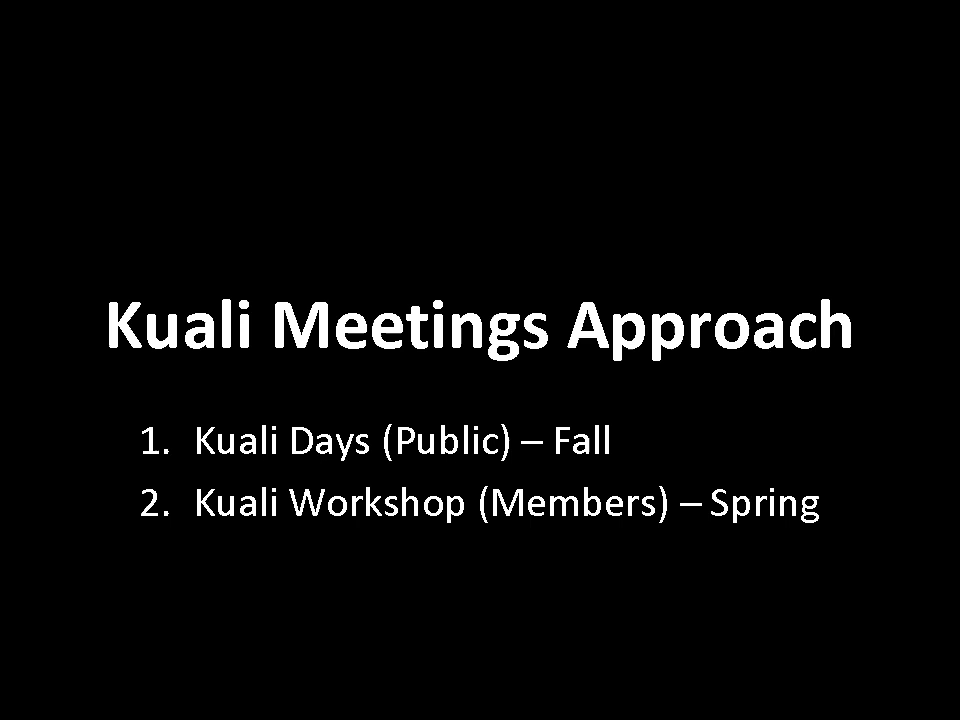 Kuali Meetings Approach
1. Kuali Days (Public) – Fall
2. Kuali Workshop (Members) – Spring